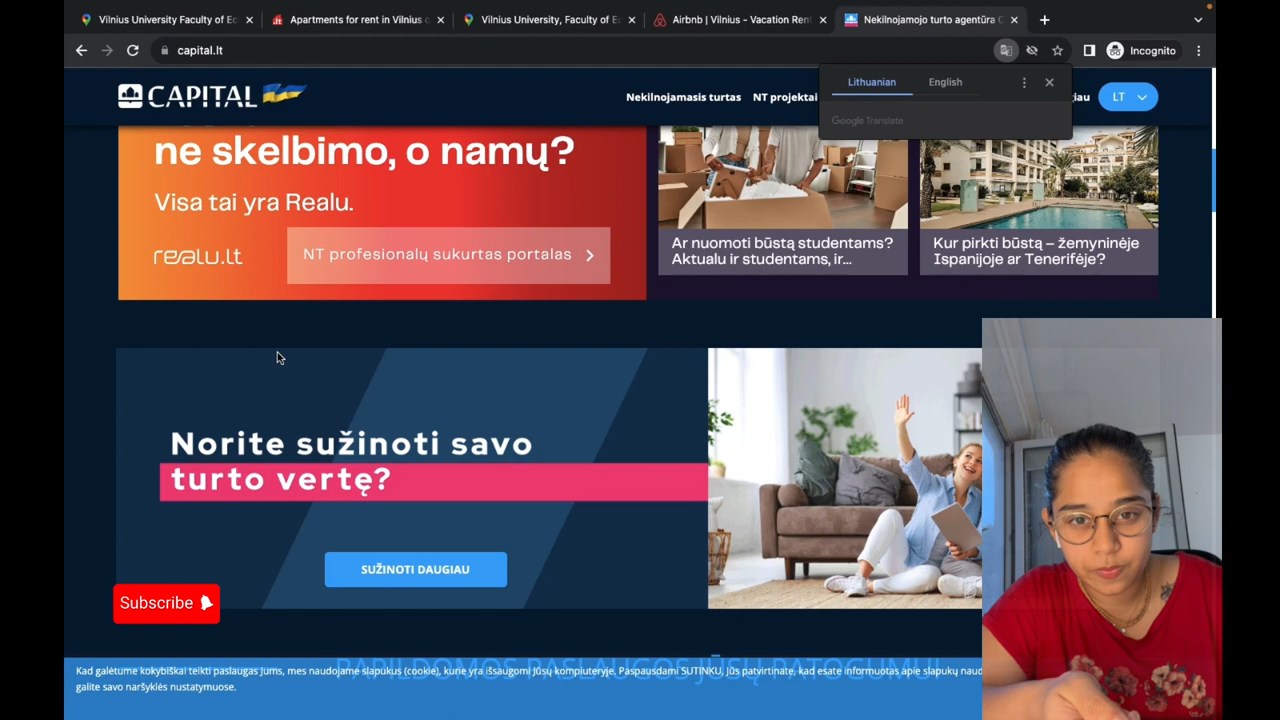 Vilnius University Faculty of Ec
Apartments for rent in Vilnius c
Vilnius University, Faculty of E
Airbnb | Vilnius - Vacation Ren
Nekilnojamojo turto agentūra C
capital.lt
Incognito
Lithuanian
English
Google Translate
CAPITAL
Nekilnojamasis turtas
NT projektai
LT
ne skelbimo, o namų?
Visa tai yra Realu.
realu.lt
NT profesionalų sukurtas portalas
Ar nuomoti būstą studentams?
Aktualu ir studentams, ir...
Kur pirkti būstą – žemyninėje
Ispanijoje ar Tenerifėje?
Norite sužinoti savo
turto vertę?
SUŽINOTI DAUGIAU
Subscribe
PAPILDOMOS PASLAUGOS JŪSŲ PATOGUMUI
Kad galėtume kokybiškai teikti paslaugas Jums, mes naudojame slapukus (cookie), kurie yra išsaugomi Jūsų kompiuteryje. Paspausdami SUTINKU, Jūs patvirtinate, kad esate informuotas apie slapukų naud
galite savo naršyklės nustatymuose.